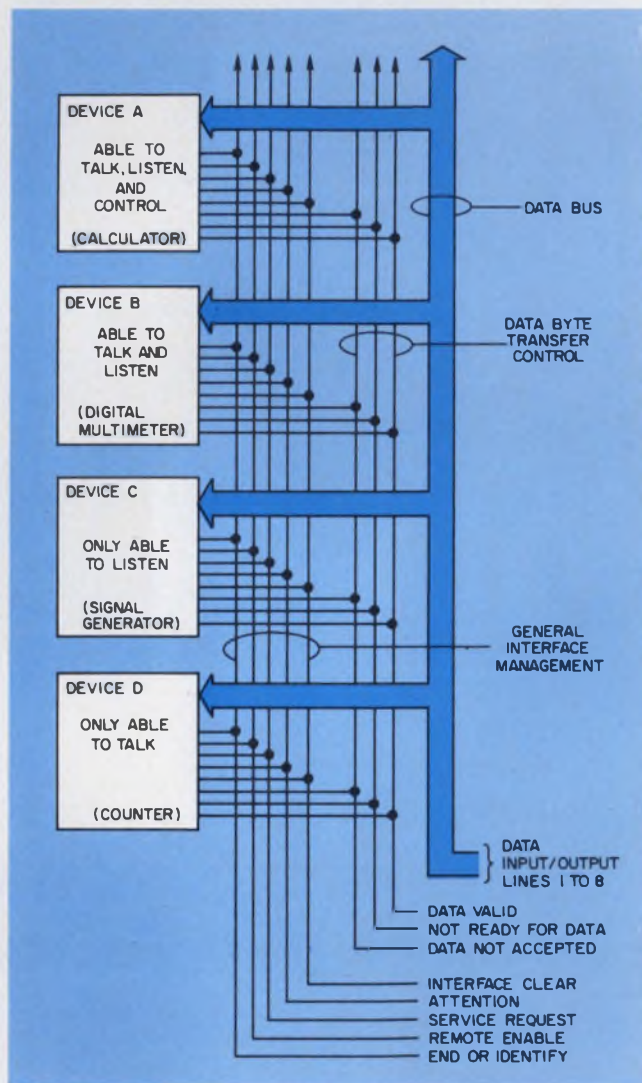 DEVICE A
ABLE TO
TALK, LISTEN,
AND
CONTROL
(CALCULATOR)
DATA BUS
DEVICE B
ABLE TO
TALK AND
LISTEN
(DIGITAL
MULTIMETER)
DATA BYTE
TRANSFER
CONTROL
DEVICE C
ONLY ABLE
TO LISTEN
(SIGNAL
GENERATOR)
GENERAL
INTERFACE
MANAGEMENT
DEVICE D
ONLY ABLE
TO TALK
(COUNTER)
DATA
INPUT/OUTPUT
LINES 1 TO 8
DATA VALID
NOT READY FOR DATA
DATA NOT ACCEPTED
INTERFACE CLEAR
ATTENTION
SERVICE REQUEST
REMOTE ENABLE
END OR IDENTIFY